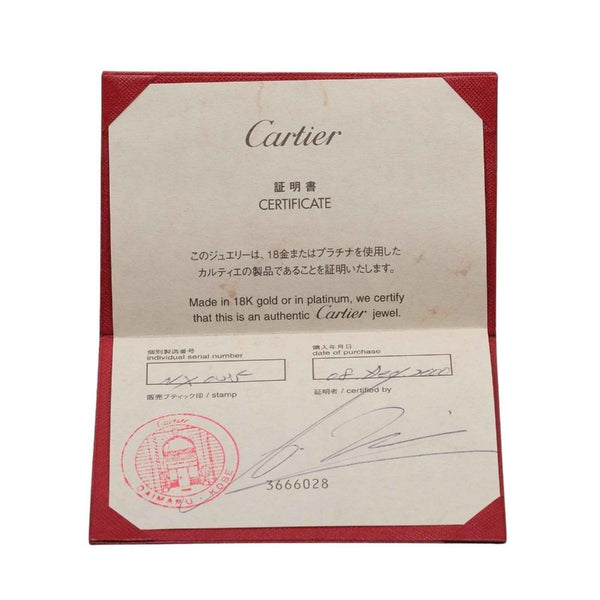 Cartier
証明書
CERTIFICATE
このジュエリーは、18金またはプラチナを使用した
カルティエの製品であることを証明いたします。
Made in 18K gold or in platinum, we certify
that this is an authentic Cartier jewel.
個別製造番号
individual serial number
購入年月日
date of purchase
08 2000
販売ブティック印 / stamp
証明者 / certified by
Cartier
DAIMARU - KOBE
3666028